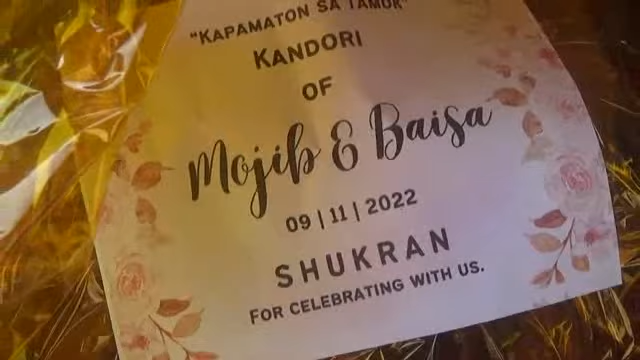 "KAPAMATON SA TAMOK"
KANDORI
OF
Mojib & Baisa
09 | 11 | 2022
SHUKRAN
FOR CELEBRATING WITH US.